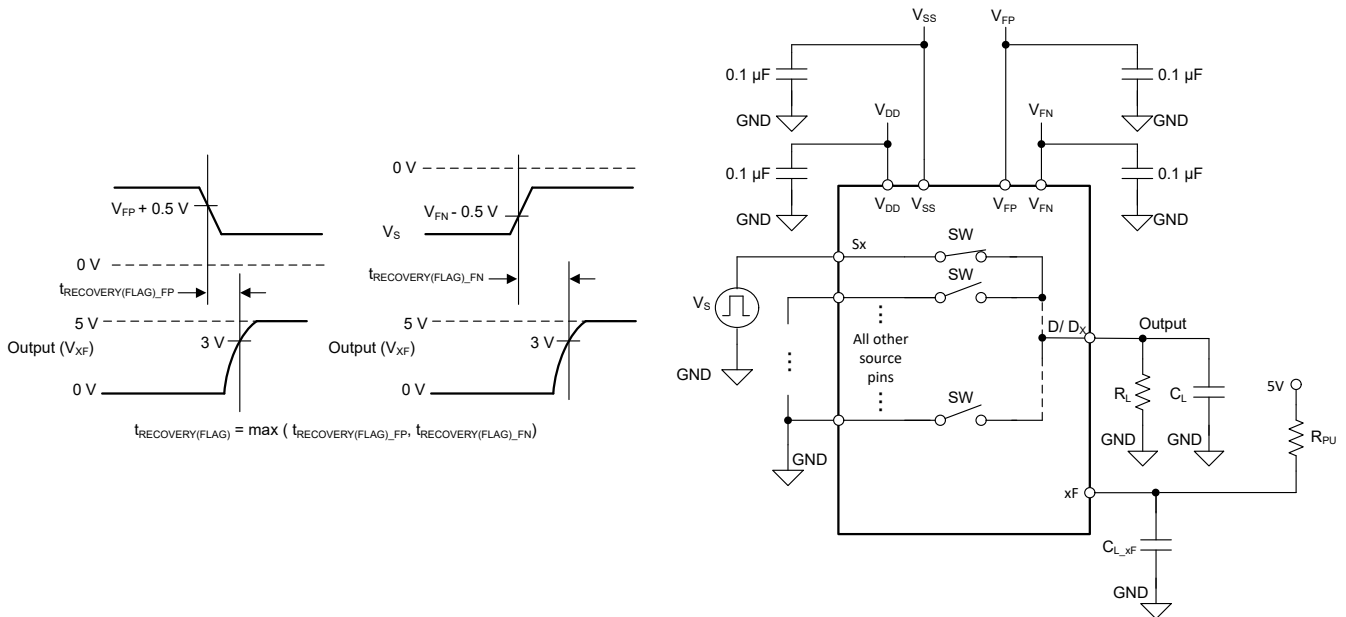 0 V
V_FP + 0.5 V
0 V
t_RECOVERY(FLAG)_FP
5 V
3 V
Output (V_XF)
0 V
0 V
V_FN - 0.5 V
V_S
t_RECOVERY(FLAG)_FN
5 V
3 V
Output (V_XF)
0 V
t_RECOVERY(FLAG) = max ( t_RECOVERY(FLAG)_FP, t_RECOVERY(FLAG)_FN)
V_SS
V_FP
0.1 µF
0.1 µF
GND
V_DD
V_FN
GND
0.1 µF
0.1 µF
GND
V_DD
V_SS
V_FP
V_FN
GND
Sx
SW
SW
V_S
GND
All other
source
pins
D/ D_X
Output
SW
GND
R_L
C_L
GND
GND
5V
R_PU
xF
C_L_xF
GND